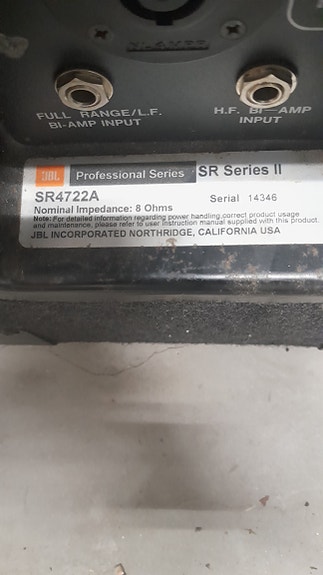 FULL RANGE/L.F.
BI-AMP INPUT
H.F. BI-AMP
INPUT
JBL Professional Series SR Series II
SR4722A Serial 14346
Nominal Impedance: 8 Ohms
Note: For detailed information regarding power handling,correct product usage
and maintenance, please refer to user instruction manual supplied with this product.
JBL INCORPORATED NORTHRIDGE, CALIFORNIA USA